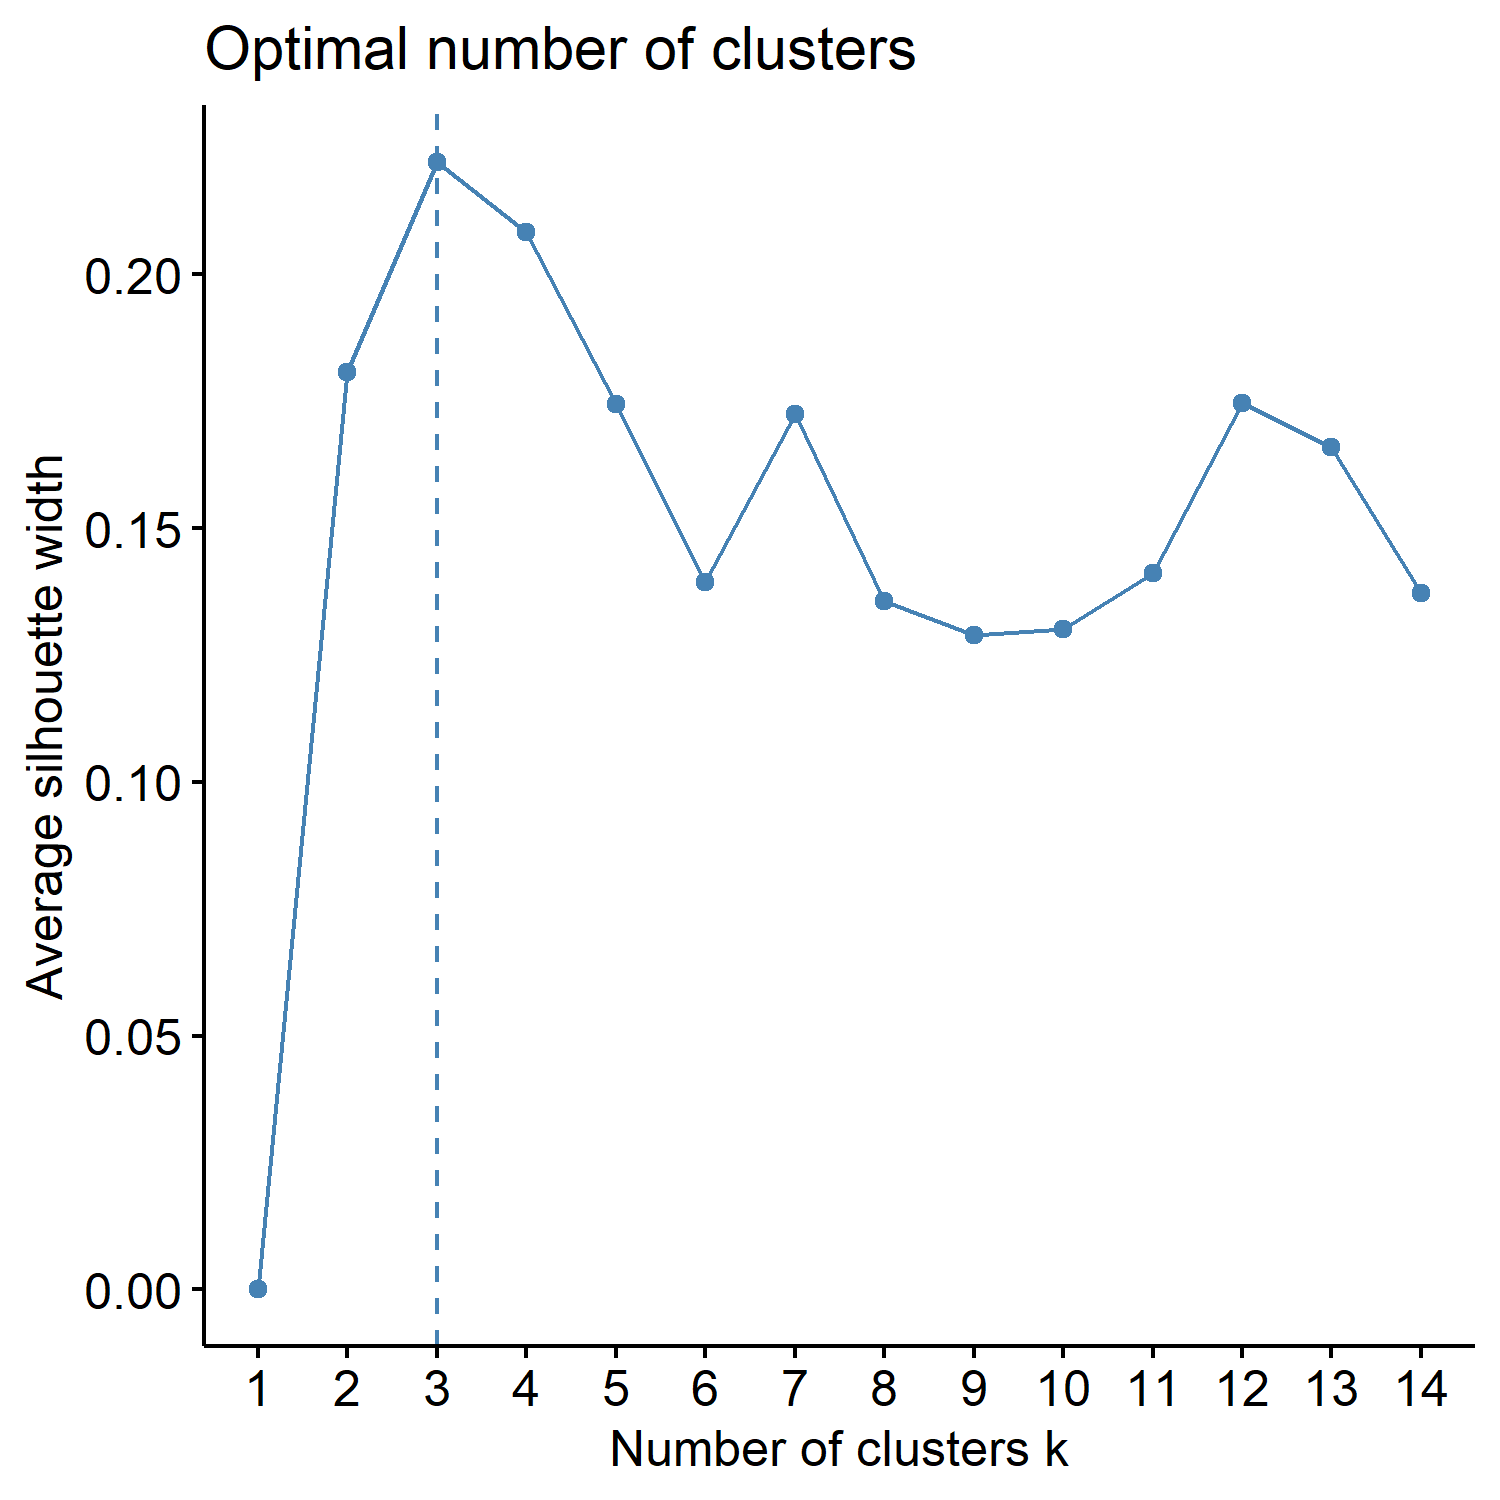 Optimal number of clusters
Average silhouette width
0.20
0.15
0.10
0.05
0.00
1 2 3 4 5 6 7 8 9 10 11 12 13 14
Number of clusters k